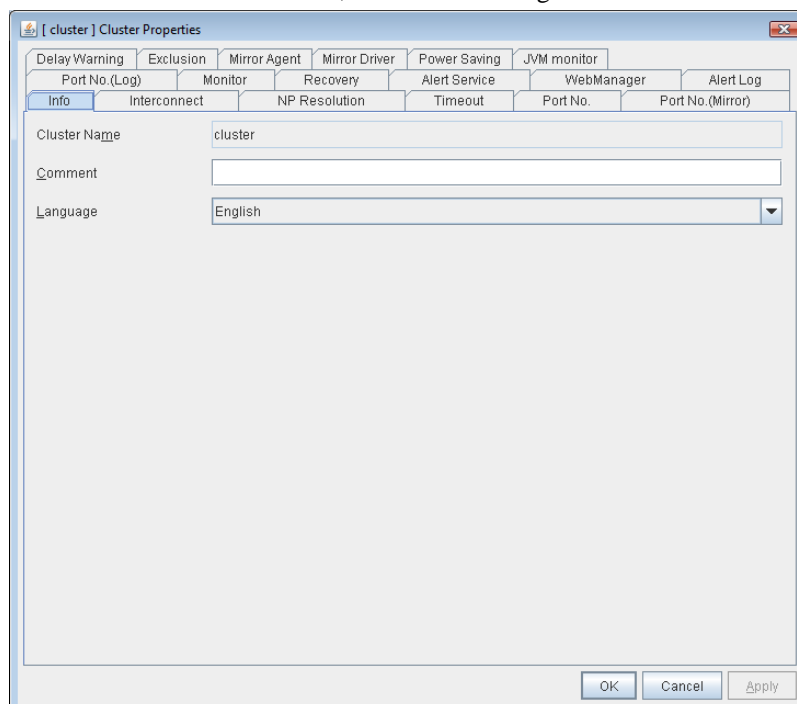 [ cluster ] Cluster Properties
Delay Warning Exclusion Mirror Agent Mirror Driver Power Saving JVM monitor
Port No.(Log) Monitor Recovery Alert Service WebManager Alert Log
Info Interconnect NP Resolution Timeout Port No. Port No.(Mirror)
Cluster Name cluster
Comment
Language English
OK Cancel Apply